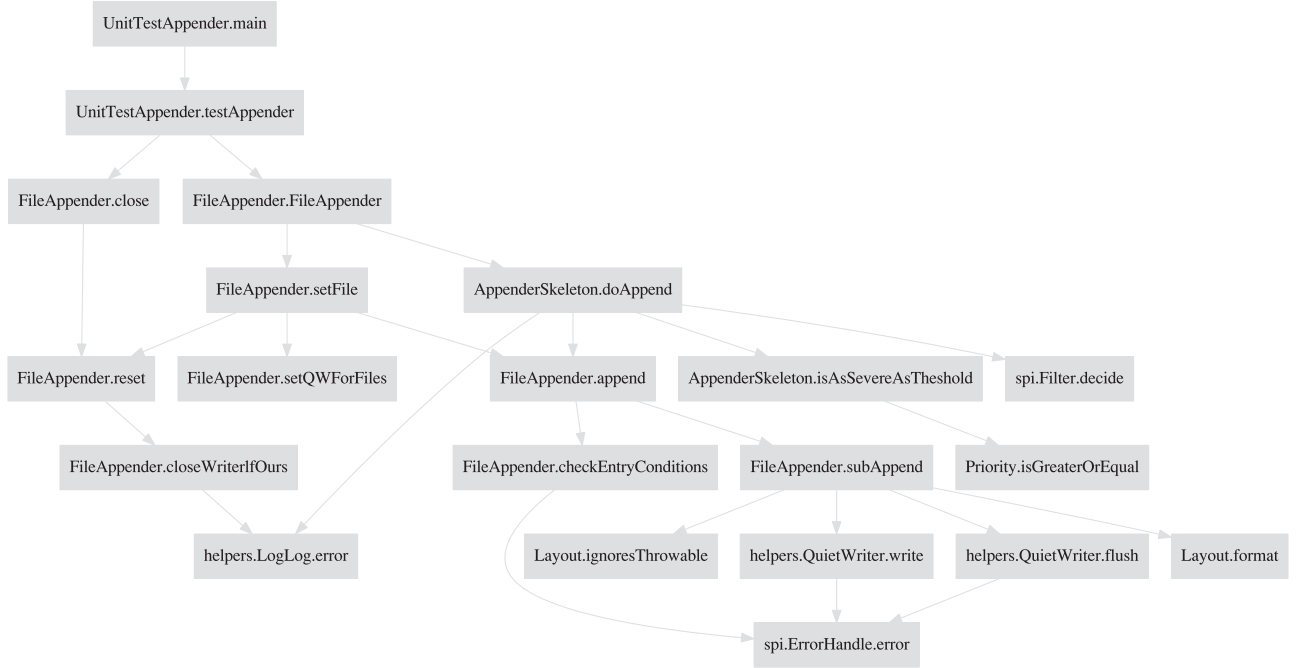 UnitTestAppender.main
UnitTestAppender.testAppender
FileAppender.close
FileAppender.FileAppender
FileAppender.setFile
AppenderSkeleton.doAppend
FileAppender.reset
FileAppender.setQWForFiles
FileAppender.append
AppenderSkeleton.isAsSevereAsTheshold
spi.Filter.decide
FileAppender.closeWriterlfOurs
FileAppender.checkEntryConditions
FileAppender.subAppend
Priority.isGreaterOrEqual
helpers.LogLog.error
Layout.ignoresThrowable
helpers.QuietWriter.write
helpers.QuietWriter.flush
Layout.format
spi.ErrorHandle.error